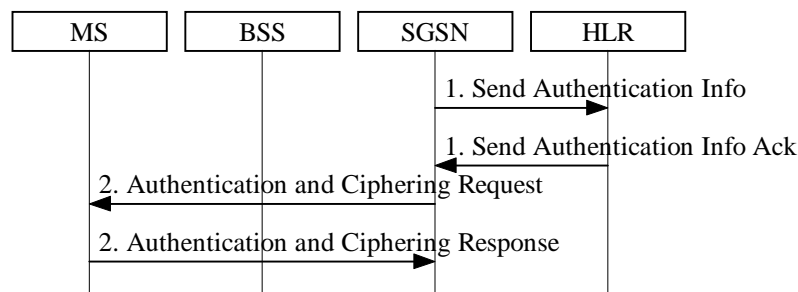 MS BSS SGSN HLR
1. Send Authentication Info
1. Send Authentication Info Ack
2. Authentication and Ciphering Request
2. Authentication and Ciphering Response